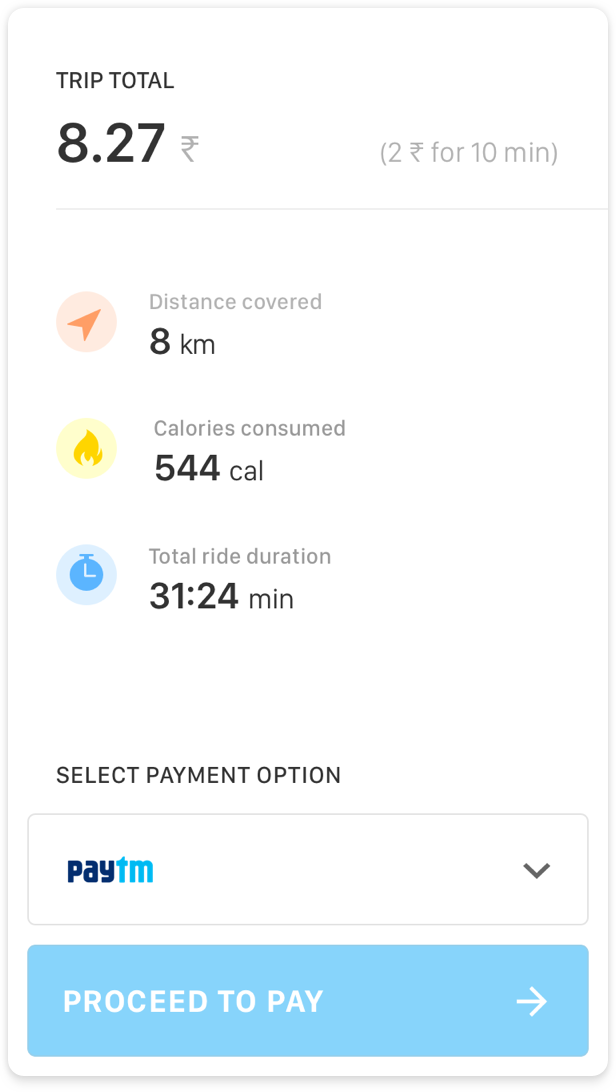 TRIP TOTAL
8.27 ₹ (2 ₹ for 10 min)
Distance covered
8 km
Calories consumed
544 cal
Total ride duration
31:24 min
SELECT PAYMENT OPTION
paytm
PROCEED TO PAY